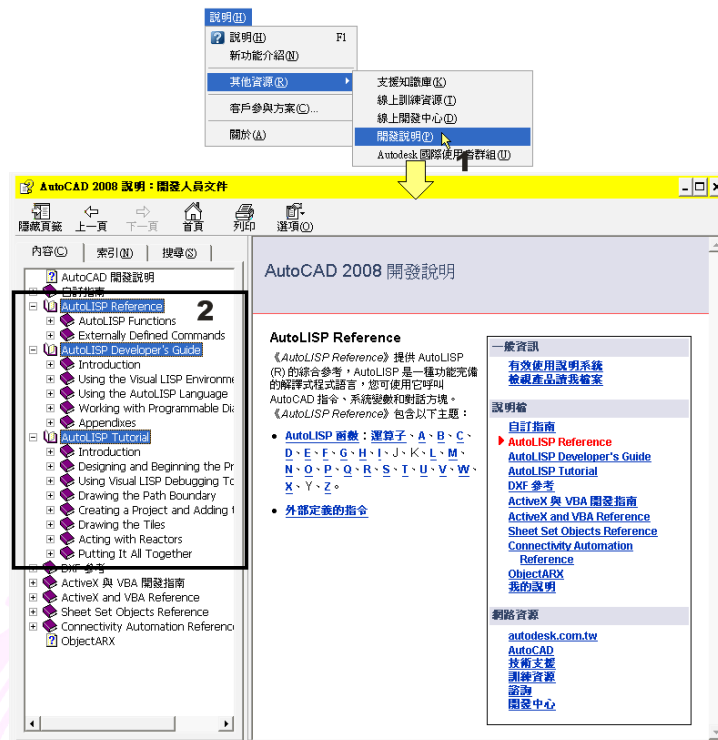 說明(H)
說明(H) F1
新功能介紹(N)
其他資源(R)
客戶參與方案(C)...
關於(A)
支援知識庫(K)
線上訓練資源(T)
線上開發中心(D)
開發說明(P)
Autodesk 國際使用者群組(U)
1
AutoCAD 2008 說明：開發人員文件
隱藏頁籤 上一頁 下一頁 首頁 列印 選項(O)
內容(C) 索引(N) 搜尋(S)
AutoCAD 開發說明
自訂指南
AutoLISP Reference
2
AutoLISP Functions
Externally Defined Commands
AutoLISP Developer's Guide
Introduction
Using the Visual LISP Environme
Using the AutoLISP Language
Working with Programmable Dia
Appendixes
AutoLISP Tutorial
Introduction
Designing and Beginning the Pr
Using Visual LISP Debugging To
Drawing the Path Boundary
Creating a Project and Adding t
Drawing the Tiles
Acting with Reactors
Putting It All Together
DXF 參考
ActiveX 與 VBA 開發指南
ActiveX and VBA Reference
Sheet Set Objects Reference
Connectivity Automation Referenc
ObjectARX
AutoCAD 2008 開發說明
AutoLISP Reference
《AutoLISP Reference》提供 AutoLISP
(R) 的綜合參考，AutoLISP 是一種功能完備
的解譯式程式語言，您可使用它呼叫
AutoCAD 指令、系統變數和對話方塊。
《AutoLISP Reference》包含以下主題：
• AutoLISP 函數：運算子、A、B、C、
D、E、F、G、H、I、J、K、L、M、
N、O、P、Q、R、S、T、U、V、W、
X、Y、Z。
• 外部定義的指令
一般資訊
有效使用說明系統
檢視產品讀我檔案
說明檔
自訂指南
AutoLISP Reference
AutoLISP Developer's Guide
AutoLISP Tutorial
DXF 參考
ActiveX 與 VBA 開發指南
ActiveX and VBA Reference
Sheet Set Objects Reference
Connectivity Automation
Reference
ObjectARX
我的說明
網路資源
autodesk.com.tw
AutoCAD
技術支援
訓練資源
諮詢
開發中心